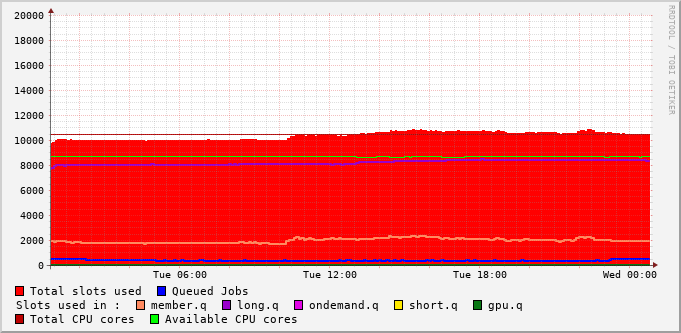 RRDTOOL / TOBI OETIKER
20000
18000
16000
14000
12000
10000
8000
6000
4000
2000
0
Tue 06:00 Tue 12:00 Tue 18:00 Wed 00:00
Total slots used Queued Jobs
Slots used in : member.q long.q ondemand.q short.q gpu.q
Total CPU cores Available CPU cores